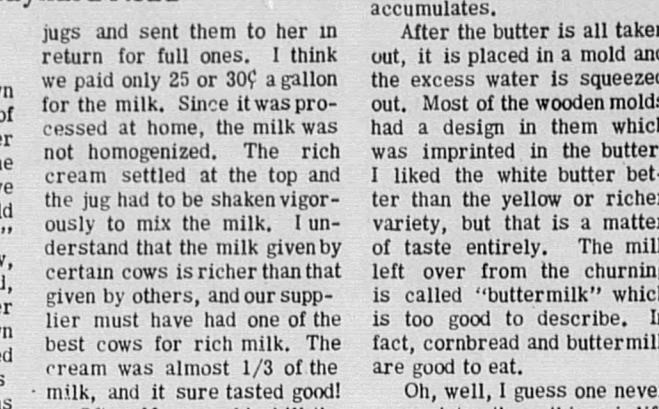 jugs and sent them to her in
return for full ones. I think
we paid only 25 or 30¢ a gallon
for the milk. Since it was pro-
cessed at home, the milk was
not homogenized. The rich
cream settled at the top and
the jug had to be shaken vigor-
ously to mix the milk. I un-
derstand that the milk given by
certain cows is richer than that
given by others, and our supp-
lier must have had one of the
best cows for rich milk. The
cream was almost 1/3 of the
milk, and it sure tasted good!
accumulates.
After the butter is all taken
out, it is placed in a mold and
the excess water is squeezed
out. Most of the wooden molds
had a design in them which
was imprinted in the butter.
I liked the white butter bet-
ter than the yellow or richer
variety, but that is a matter
of taste entirely. The milk
left over from the churning
is called "buttermilk" which
is too good to describe. In
fact, cornbread and buttermilk
are good to eat.
Oh, well, I guess one never